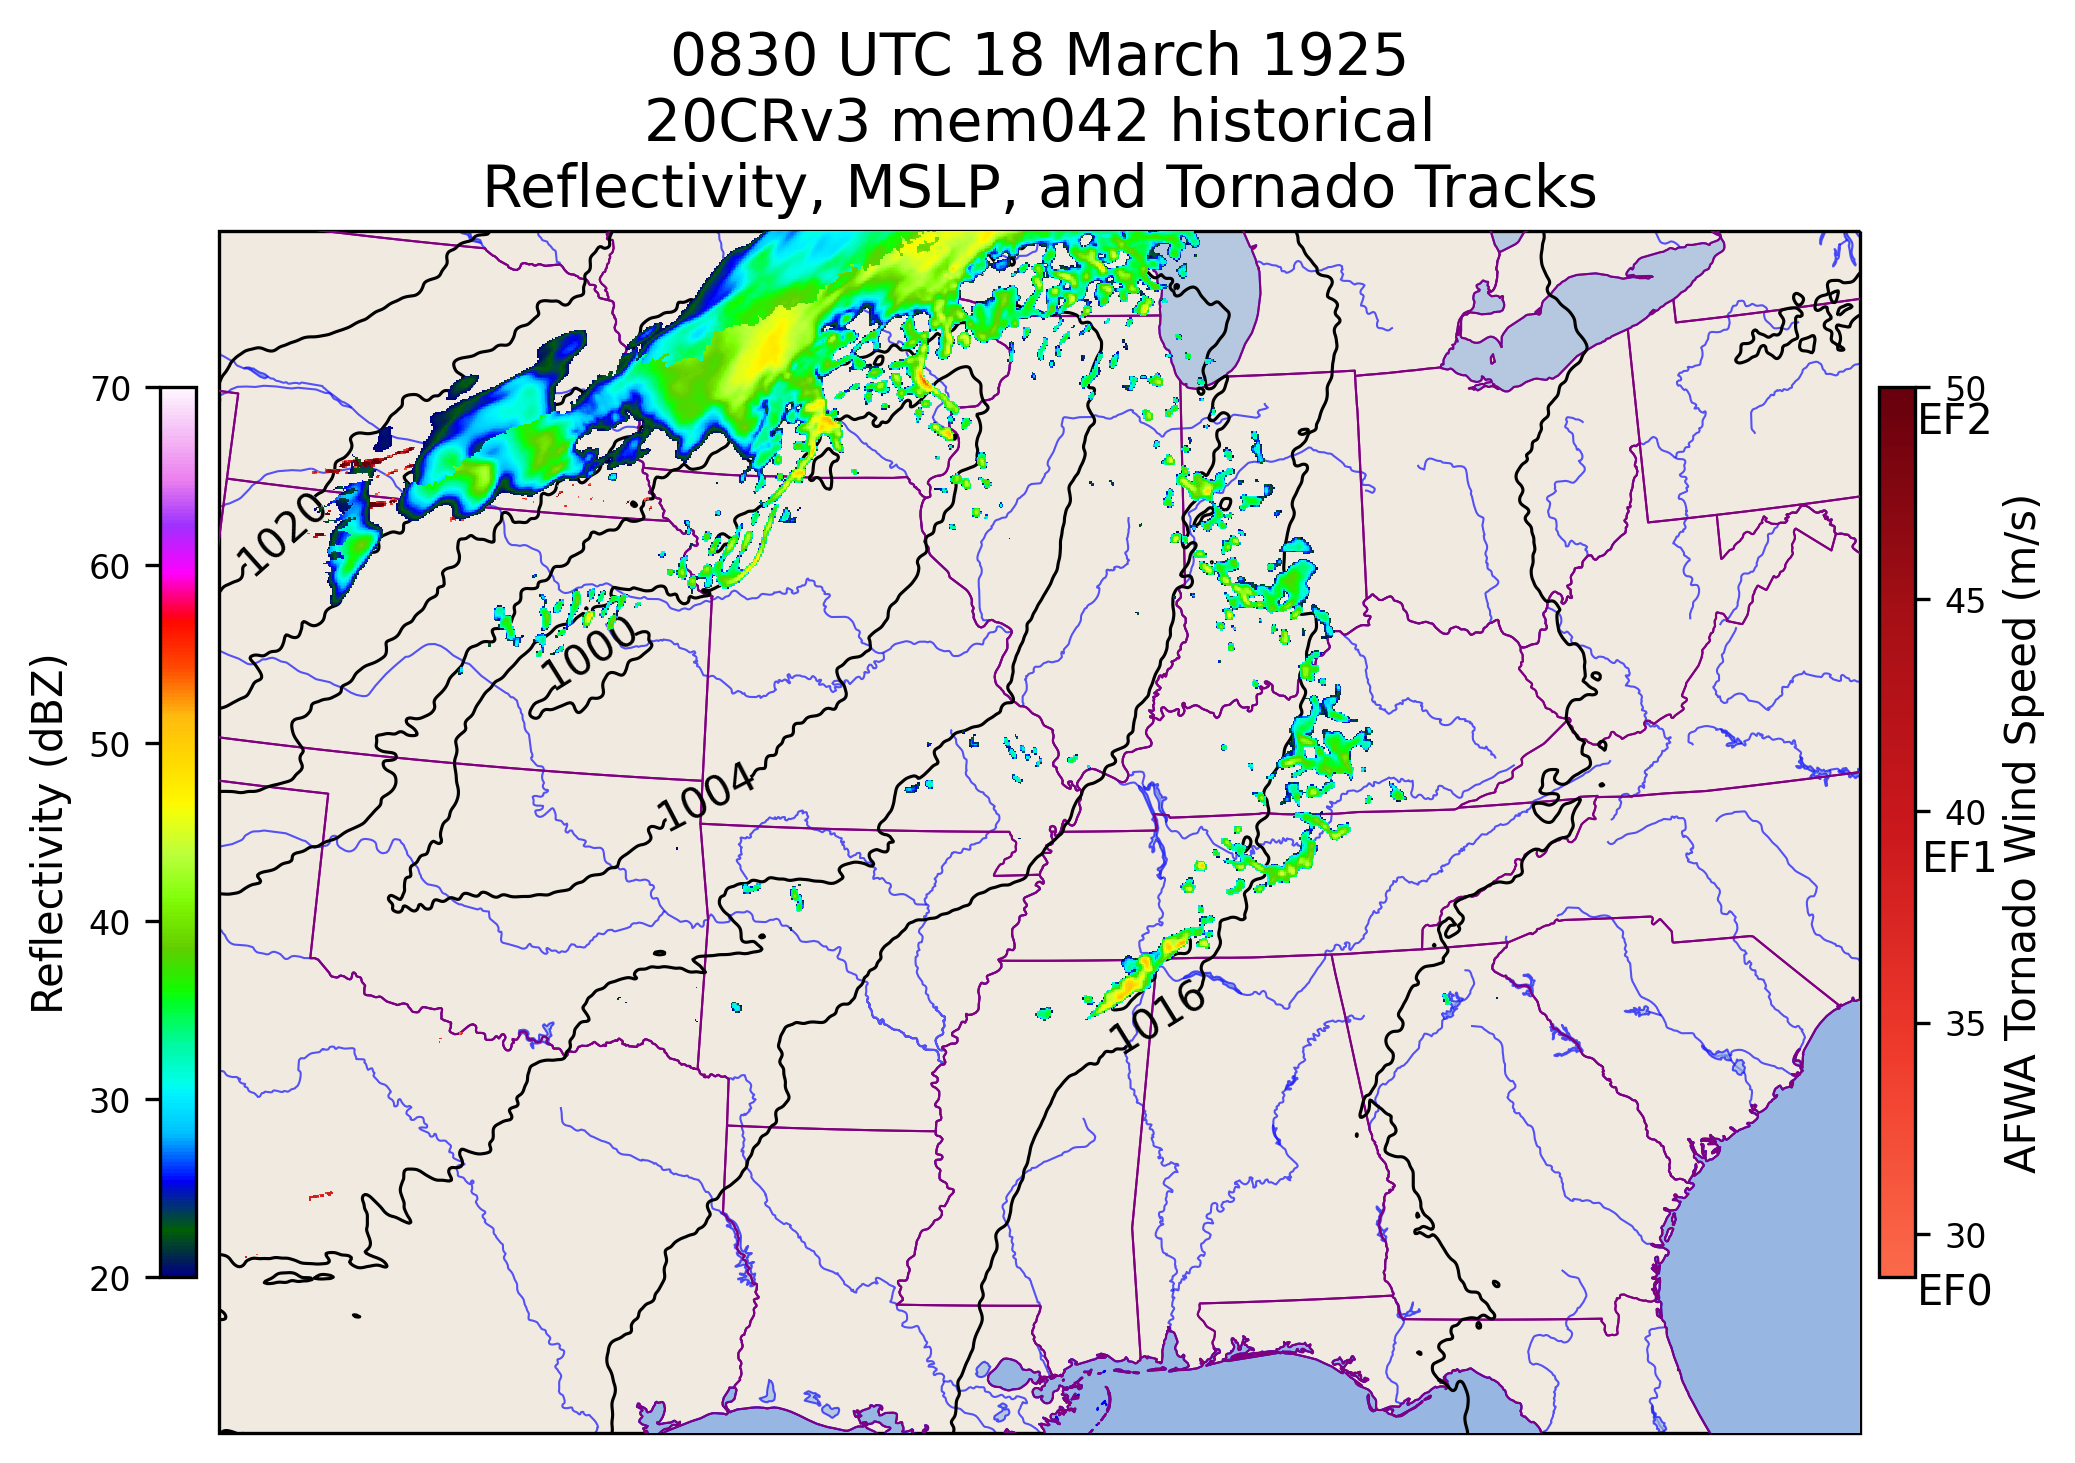 0830 UTC 18 March 1925
20CRv3 mem042 historical
Reflectivity, MSLP, and Tornado Tracks
Reflectivity (dBZ)
70
60
50
40
30
20
1020
1000
1004
1016
50
EF2
45
40
EF1
35
30
EF0
AFWA Tornado Wind Speed (m/s)